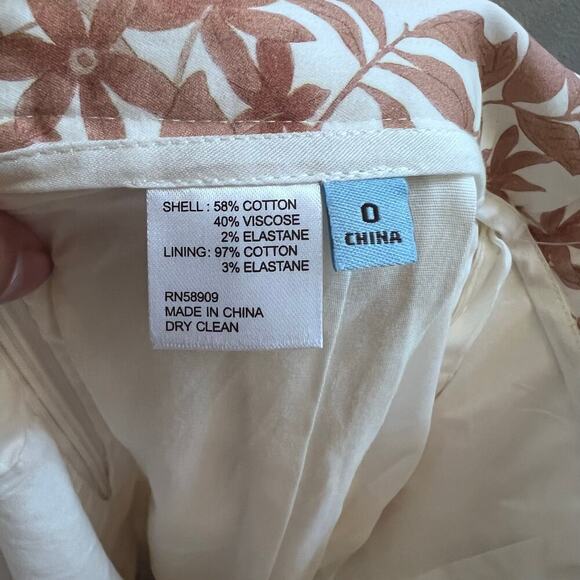 SHELL : 58% COTTON
40% VISCOSE
2% ELASTANE
LINING: 97% COTTON
3% ELASTANE
RN58909
MADE IN CHINA
DRY CLEAN
0
CHINA